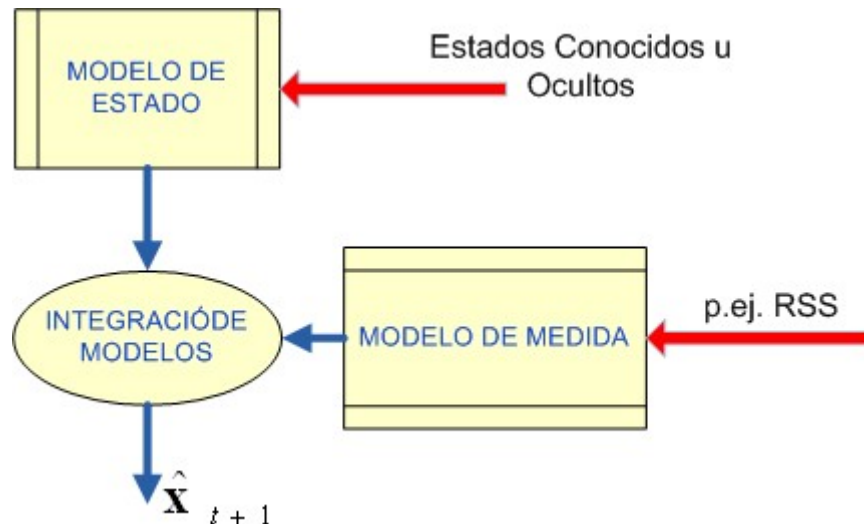 MODELO DE
ESTADO
Estados Conocidos u
Ocultos
INTEGRACIÓDE
MODELOS
MODELO DE MEDIDA
p.ej. RSS
x̂ t + 1